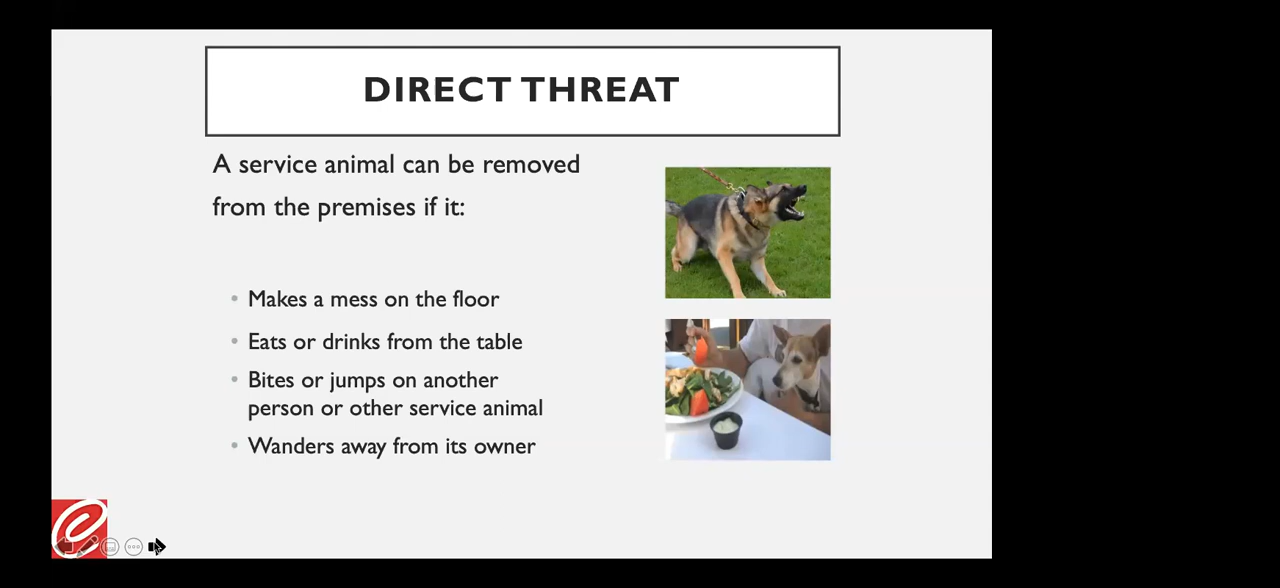 DIRECT THREAT
A service animal can be removed
from the premises if it:
• Makes a mess on the floor
• Eats or drinks from the table
• Bites or jumps on another
person or other service animal
• Wanders away from its owner